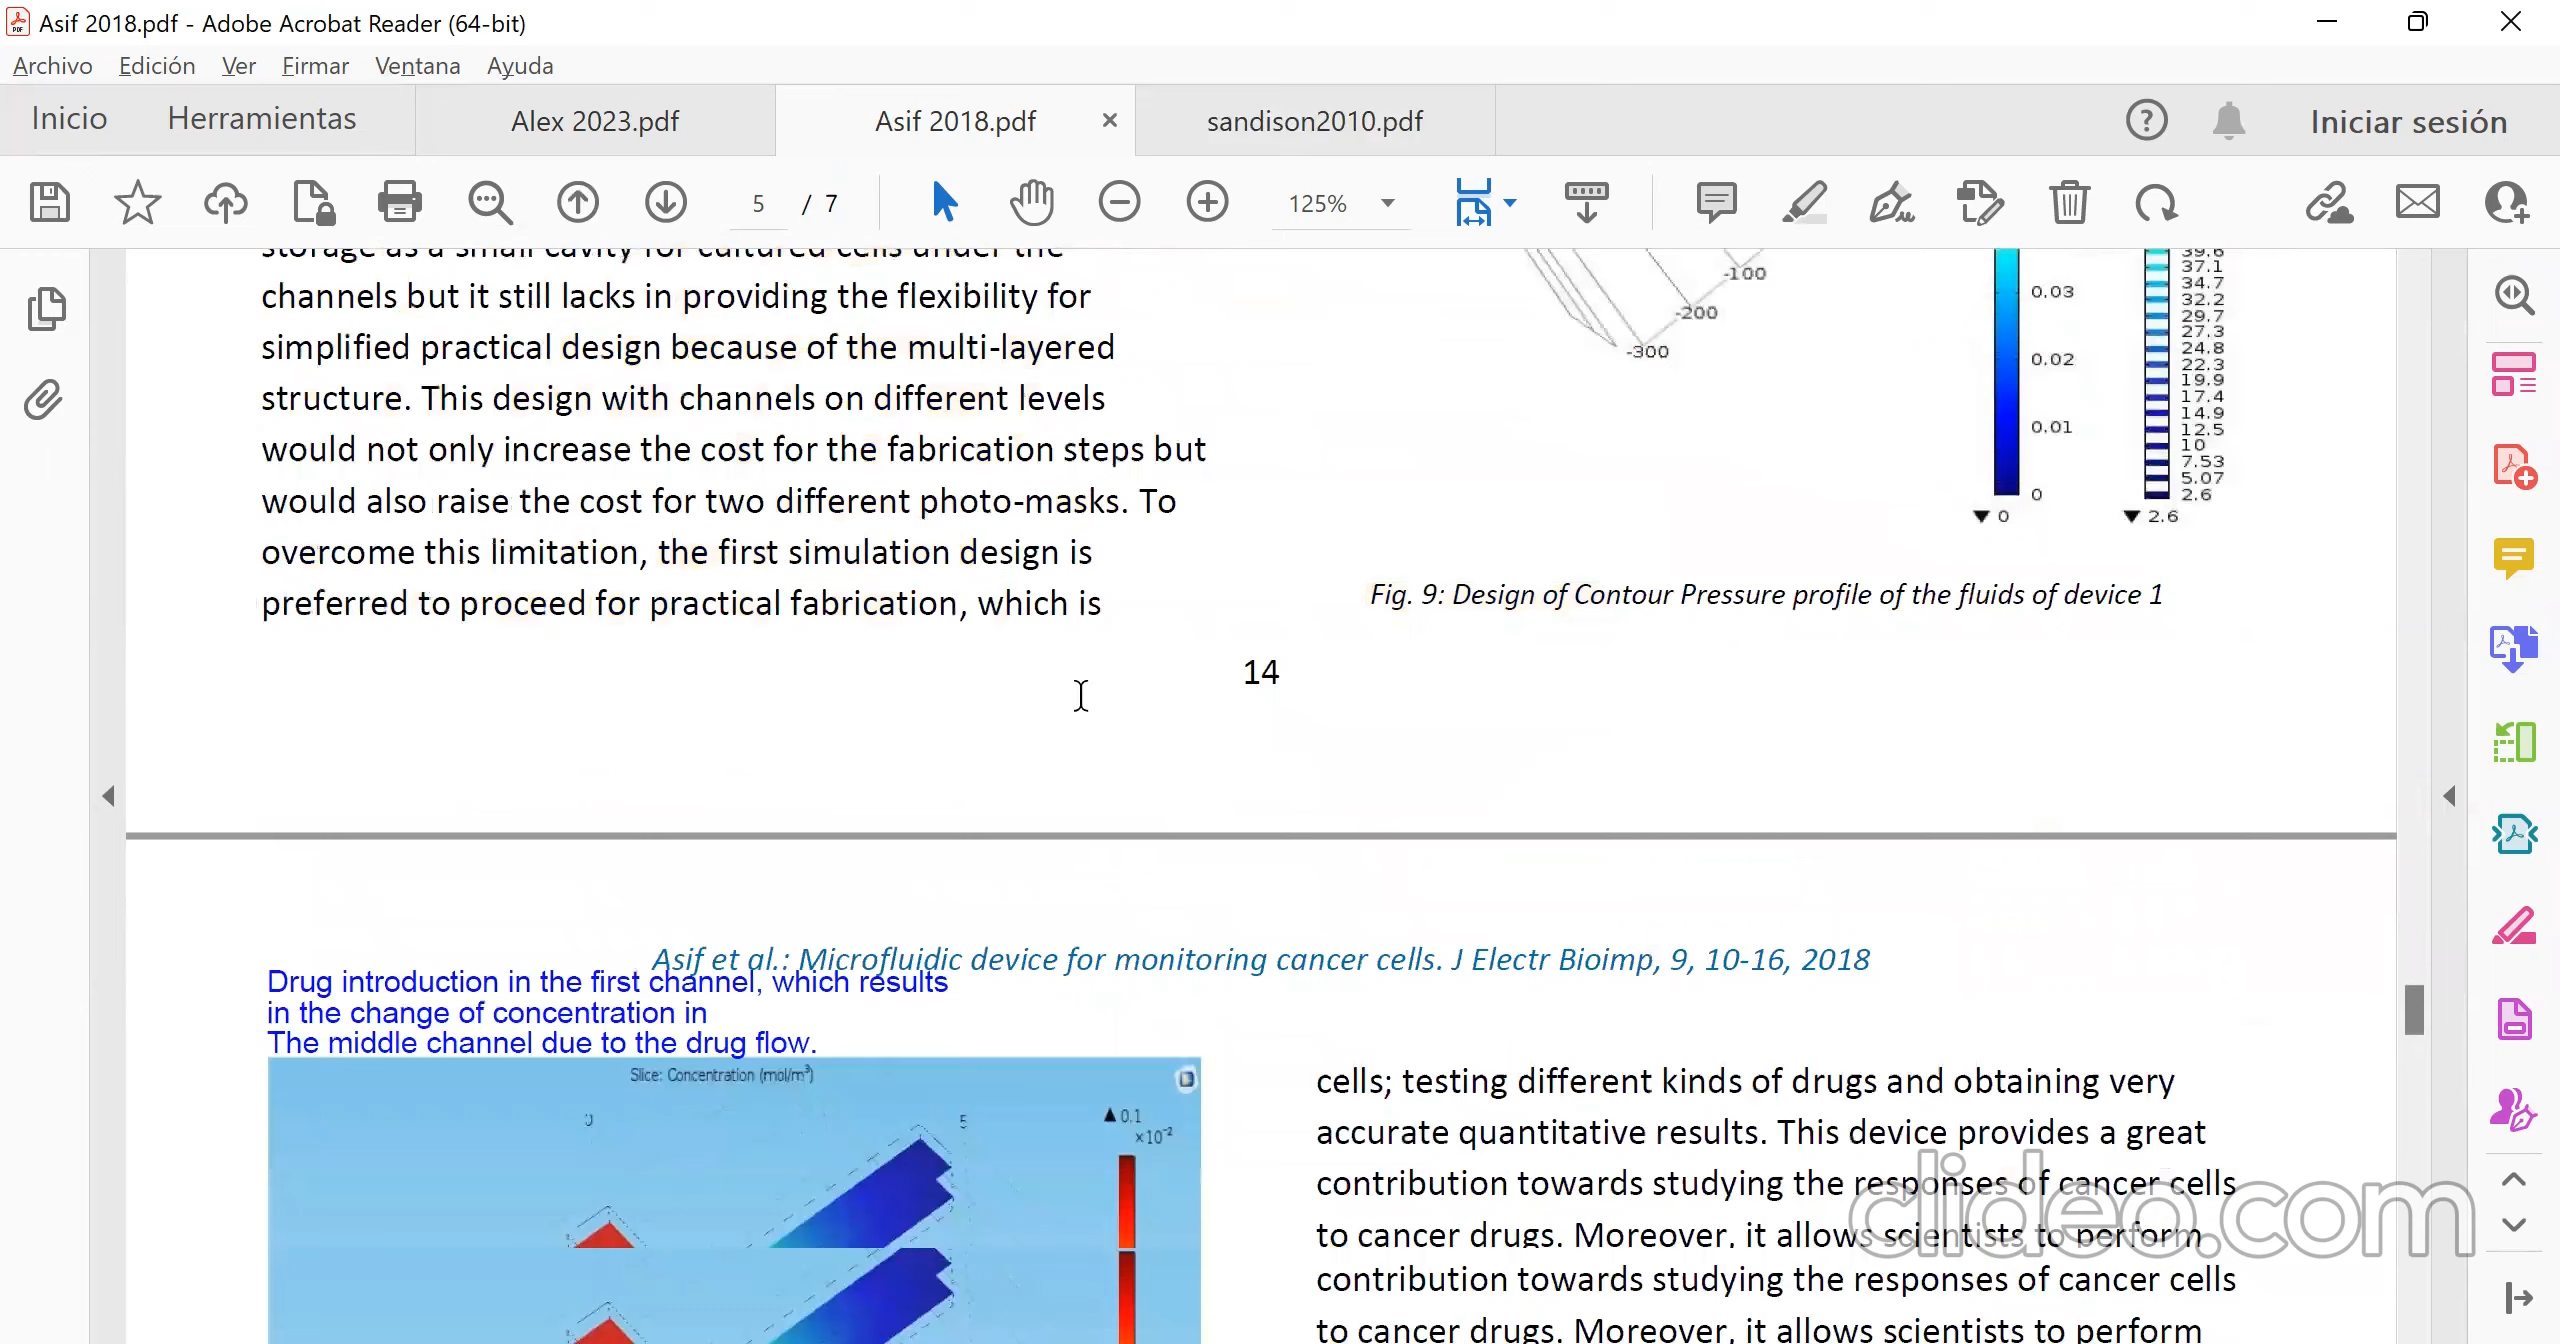 Asif 2018.pdf - Adobe Acrobat Reader (64-bit)
Archivo Edición Ver Firmar Ventana Ayuda
Inicio Herramientas Alex 2023.pdf Asif 2018.pdf × sandison2010.pdf ? Iniciar sesión
5 / 7 125%
storage as a small cavity for cultured cells under the
channels but it still lacks in providing the flexibility for
simplified practical design because of the multi-layered
structure. This design with channels on different levels
would not only increase the cost for the fabrication steps but
would also raise the cost for two different photo-masks. To
overcome this limitation, the first simulation design is
preferred to proceed for practical fabrication, which is
-100
-200
-300
0.03
0.02
0.01
0
▼ 0
39.6
37.1
34.7
32.2
29.7
27.3
24.8
22.3
19.9
17.4
14.9
12.5
10
7.53
5.07
2.6
▼ 2.6
Fig. 9: Design of Contour Pressure profile of the fluids of device 1
14
Asif et al.: Microfluidic device for monitoring cancer cells. J Electr Bioimp, 9, 10-16, 2018
Drug introduction in the first channel, which results
in the change of concentration in
The middle channel due to the drug flow.
Slice: Concentration (mol/m³)
5
▲ 0.1
×10⁻²
cells; testing different kinds of drugs and obtaining very
accurate quantitative results. This device provides a great
contribution towards studying the responses of cancer cells
to cancer drugs. Moreover, it allows scientists to perform
contribution towards studying the responses of cancer cells
to cancer drugs. Moreover, it allows scientists to perform
clideo.com